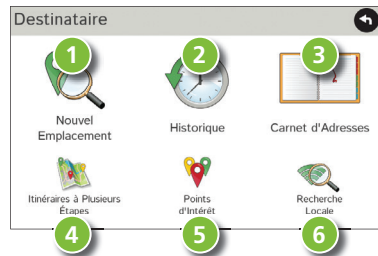 Destinataire
1 2 3
Nouvel
Emplacement
Historique
Carnet d'Adresses
Itinéraires à Plusieurs
Étapes
Points
d'Intérêt
Recherche
Locale
4 5 6